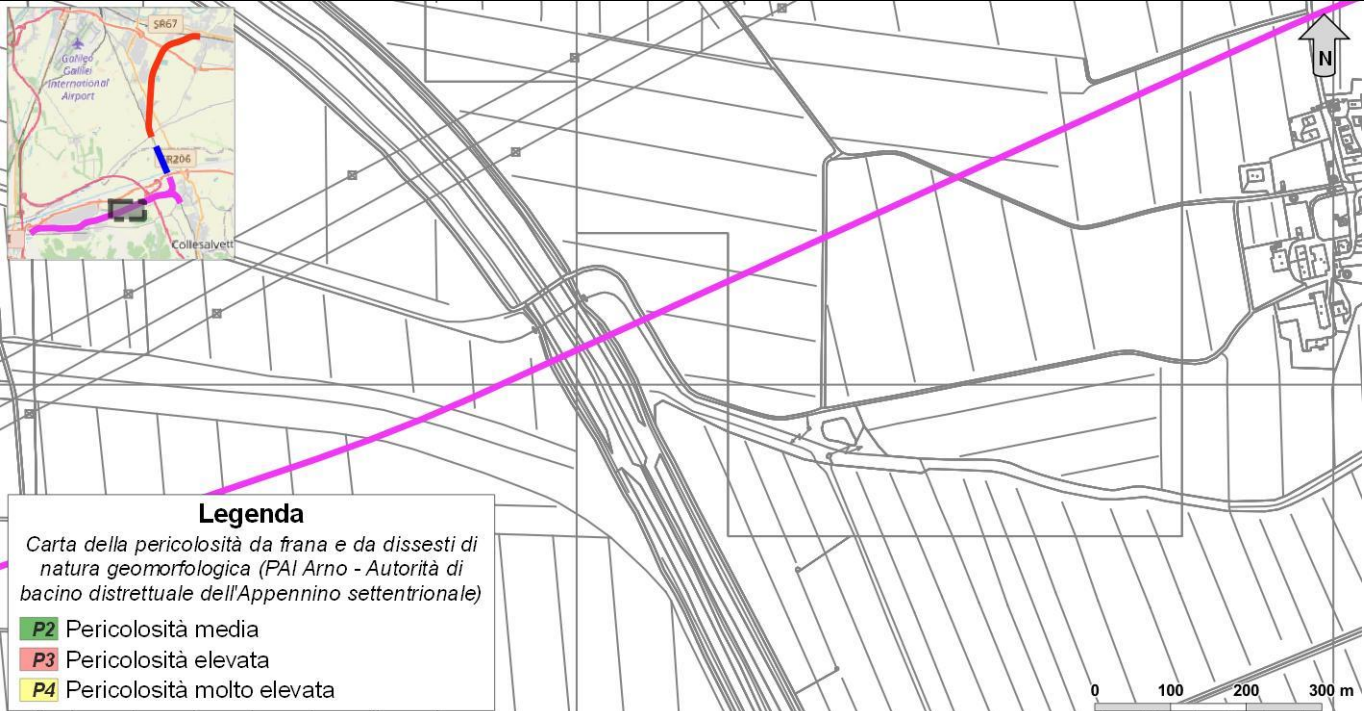 SR67
Galileo
Galilei
International
Airport
SR206
Collesalvett
N
Legenda
Carta della pericolosità da frana e da dissesti di
natura geomorfologica (PAI Arno - Autorità di
bacino distrettuale dell'Appennino settentrionale)
P2 Pericolosità media
P3 Pericolosità elevata
P4 Pericolosità molto elevata
0 100 200 300 m